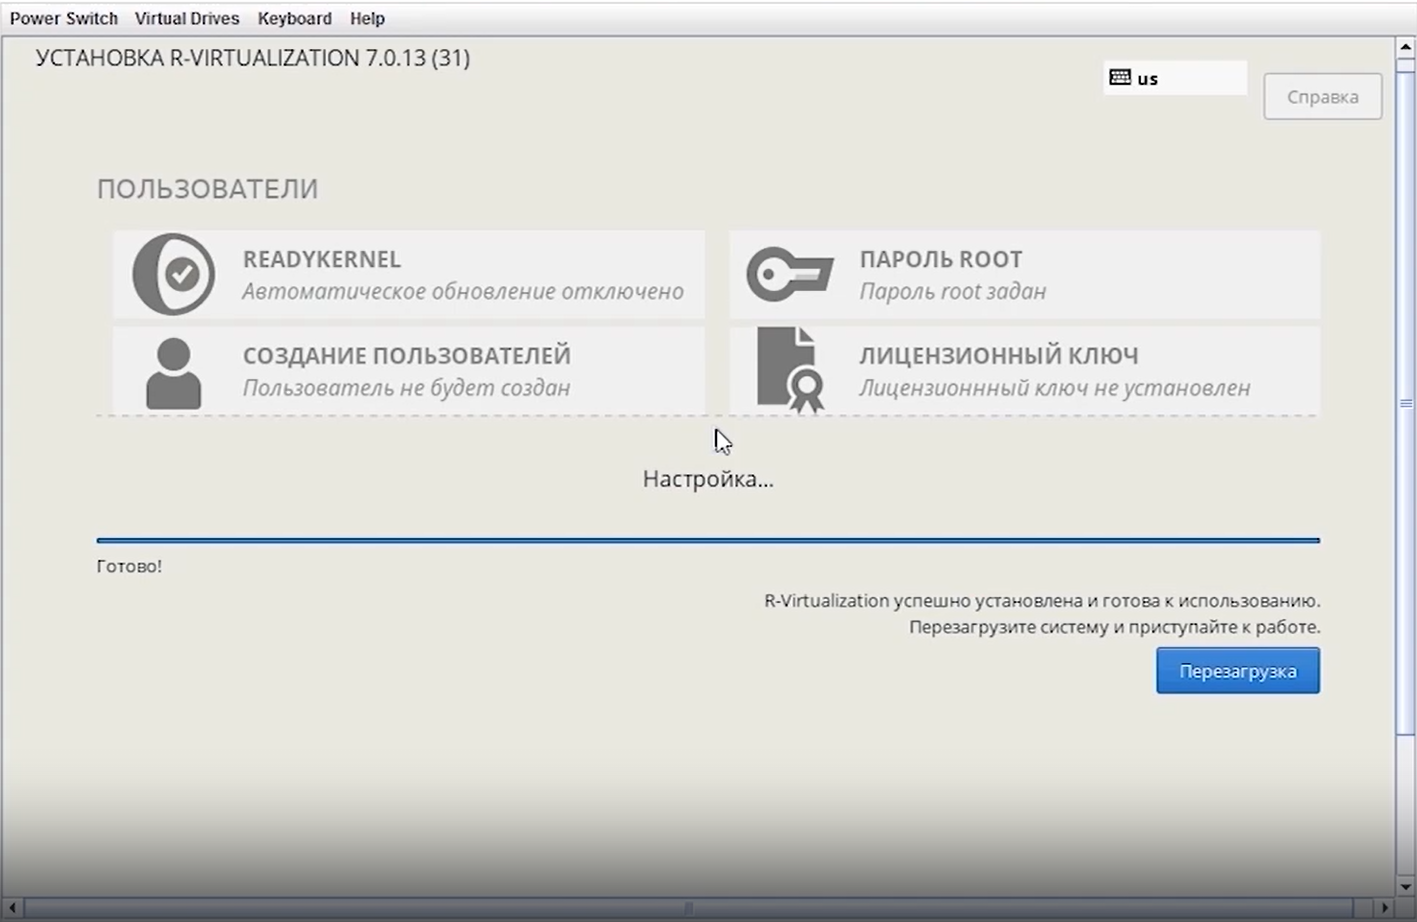 Power Switch Virtual Drives Keyboard Help
УСТАНОВКА R-VIRTUALIZATION 7.0.13 (31)
us
Справка
ПОЛЬЗОВАТЕЛИ
READYKERNEL
Автоматическое обновление отключено
ПАРОЛЬ ROOT
Пароль root задан
СОЗДАНИЕ ПОЛЬЗОВАТЕЛЕЙ
Пользователь не будет создан
ЛИЦЕНЗИОННЫЙ КЛЮЧ
Лицензионнный ключ не установлен
Настройка...
Готово!
R-Virtualization успешно установлена и готова к использованию.
Перезагрузите систему и приступайте к работе.
Перезагрузка